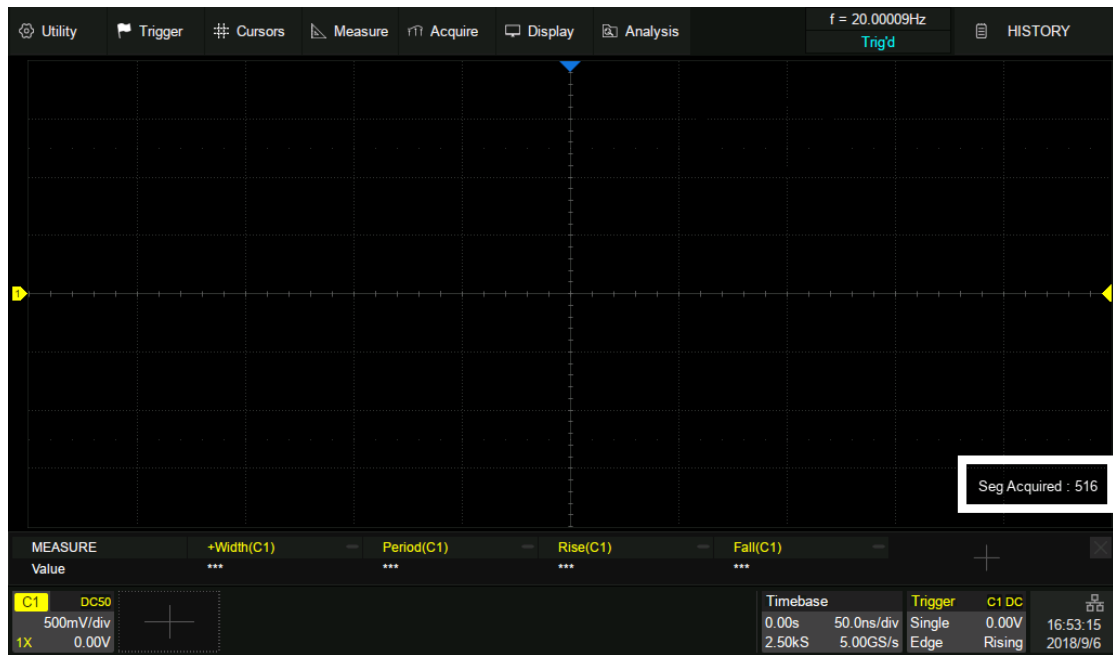 Utility Trigger Cursors Measure Acquire Display Analysis f = 20.00009Hz HISTORY
Trig'd
1
Seg Acquired : 516
MEASURE +Width(C1) Period(C1) Rise(C1) Fall(C1)
Value *** *** *** ***
C1 DC50 Timebase Trigger C1 DC
500mV/div 0.00s 50.0ns/div Single 0.00V 16:53:15
1X 0.00V 2.50kS 5.00GS/s Edge Rising 2018/9/6